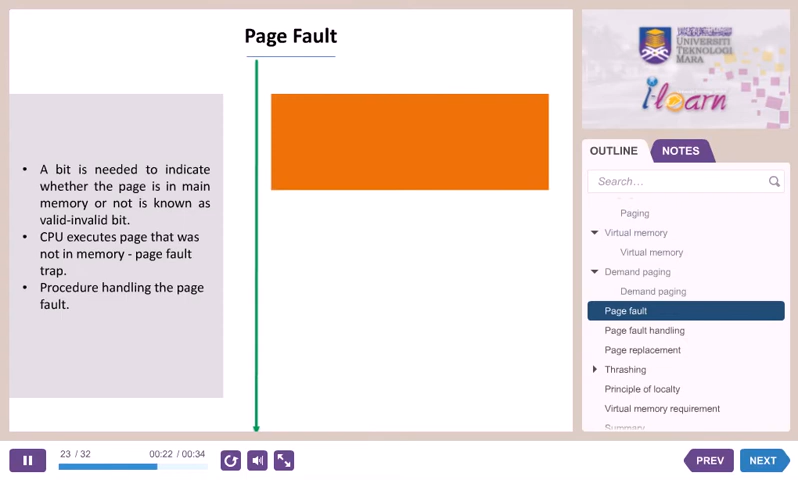 Page Fault
• A bit is needed to indicate
whether the page is in main
memory or not is known as
valid-invalid bit.
• CPU executes page that was
not in memory - page fault
trap.
• Procedure handling the page
fault.
UNIVERSITI
TEKNOLOGI
MARA
i-Learn
OUTLINE
NOTES
Search...
Paging
Virtual memory
Virtual memory
Demand paging
Demand paging
Page fault
Page fault handling
Page replacement
Thrashing
Principle of localty
Virtual memory requirement
Summary
23 / 32
00:22 / 00:34
PREV
NEXT